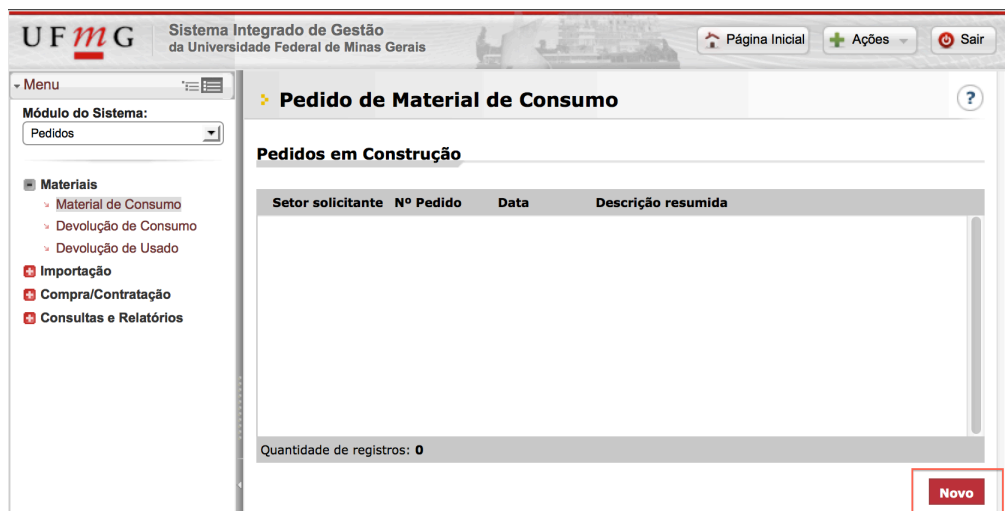 UFmG
Sistema Integrado de Gestão
da Universidade Federal de Minas Gerais
Página Inicial
Ações
Sair
Menu
Módulo do Sistema:
Pedidos
Materiais
Material de Consumo
Devolução de Consumo
Devolução de Usado
Importação
Compra/Contratação
Consultas e Relatórios
Pedido de Material de Consumo
?
Pedidos em Construção
Setor solicitante Nº Pedido Data Descrição resumida
Quantidade de registros: 0
Novo